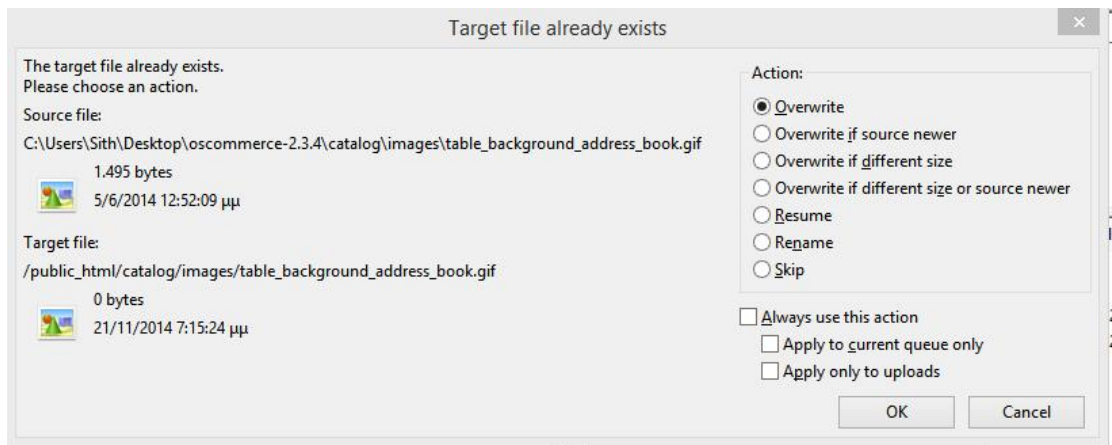 Target file already exists
The target file already exists.
Please choose an action.
Source file:
C:\Users\Sith\Desktop\oscommerce-2.3.4\catalog\images\table_background_address_book.gif
1.495 bytes
5/6/2014 12:52:09 μμ
Target file:
/public_html/catalog/images/table_background_address_book.gif
0 bytes
21/11/2014 7:15:24 μμ
Action:
Overwrite
Overwrite if source newer
Overwrite if different size
Overwrite if different size or source newer
Resume
Rename
Skip
Always use this action
Apply to current queue only
Apply only to uploads
OK
Cancel